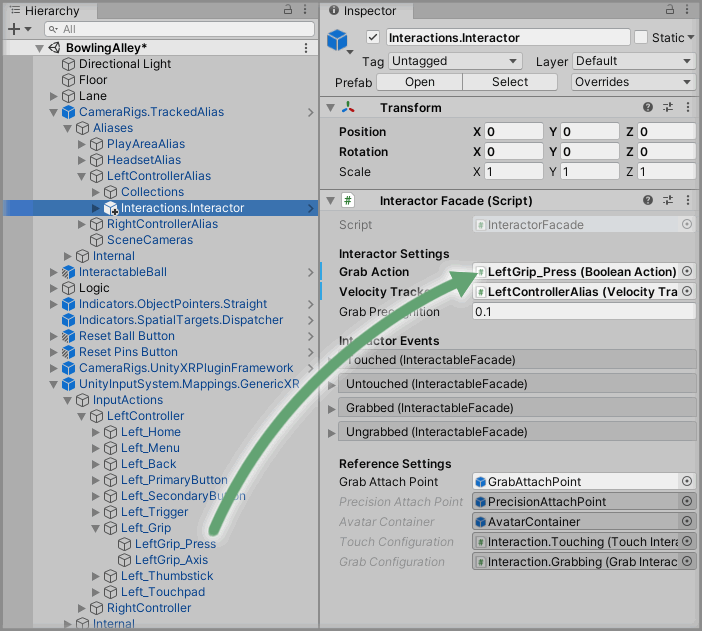 Hierarchy
All
BowlingAlley*
Directional Light
Floor
Lane
CameraRigs.TrackedAlias
Aliases
PlayAreaAlias
HeadsetAlias
LeftControllerAlias
Collections
Interactions.Interactor
RightControllerAlias
SceneCameras
Internal
InteractableBall
Logic
Indicators.ObjectPointers.Straight
Indicators.SpatialTargets.Dispatcher
Reset Ball Button
Reset Pins Button
CameraRigs.UnityXRPluginFramework
UnityInputSystem.Mappings.GenericXR
InputActions
LeftController
Left_Home
Left_Menu
Left_Back
Left_PrimaryButton
Left_SecondaryButton
Left_Trigger
Left_Grip
LeftGrip_Press
LeftGrip_Axis
Left_Thumbstick
Left_Touchpad
RightController
Internal
Inspector
Interactions.Interactor Static
Tag Untagged Layer Default
Prefab Open Select Overrides
Transform
Position X 0 Y 0 Z 0
Rotation X 0 Y 0 Z 0
Scale X 1 Y 1 Z 1
# Interactor Facade (Script)
Script # InteractorFacade
Interactor Settings
Grab Action # LeftGrip_Press (Boolean Action)
Velocity Tracke # LeftControllerAlias (Velocity Tra
Grab Precognition 0.1
Interactor Events
Touched (InteractableFacade)
Untouched (InteractableFacade)
Grabbed (InteractableFacade)
Ungrabbed (InteractableFacade)
Reference Settings
Grab Attach Point GrabAttachPoint
Precision Attach Point PrecisionAttachPoint
Avatar Container AvatarContainer
Touch Configuration # Interaction.Touching (Touch Interac
Grab Configuration # Interaction.Grabbing (Grab Interac